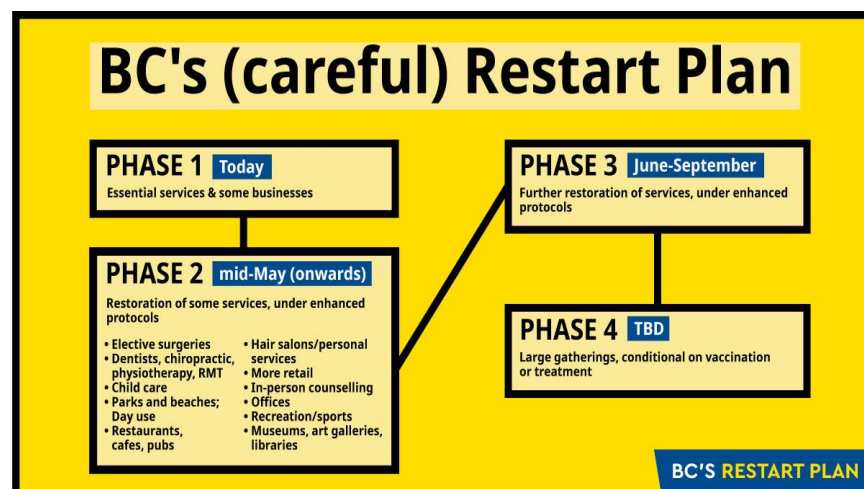 BC's (careful) Restart Plan
PHASE 1 Today
Essential services & some businesses
PHASE 2 mid-May (onwards)
Restoration of some services, under enhanced
protocols
• Elective surgeries
• Dentists, chiropractic,
physiotherapy, RMT
• Child care
• Parks and beaches;
Day use
• Restaurants,
cafes, pubs
• Hair salons/personal
services
• More retail
• In-person counselling
• Offices
• Recreation/sports
• Museums, art galleries,
libraries
PHASE 3 June-September
Further restoration of services, under enhanced
protocols
PHASE 4 TBD
Large gatherings, conditional on vaccination
or treatment
BC'S RESTART PLAN